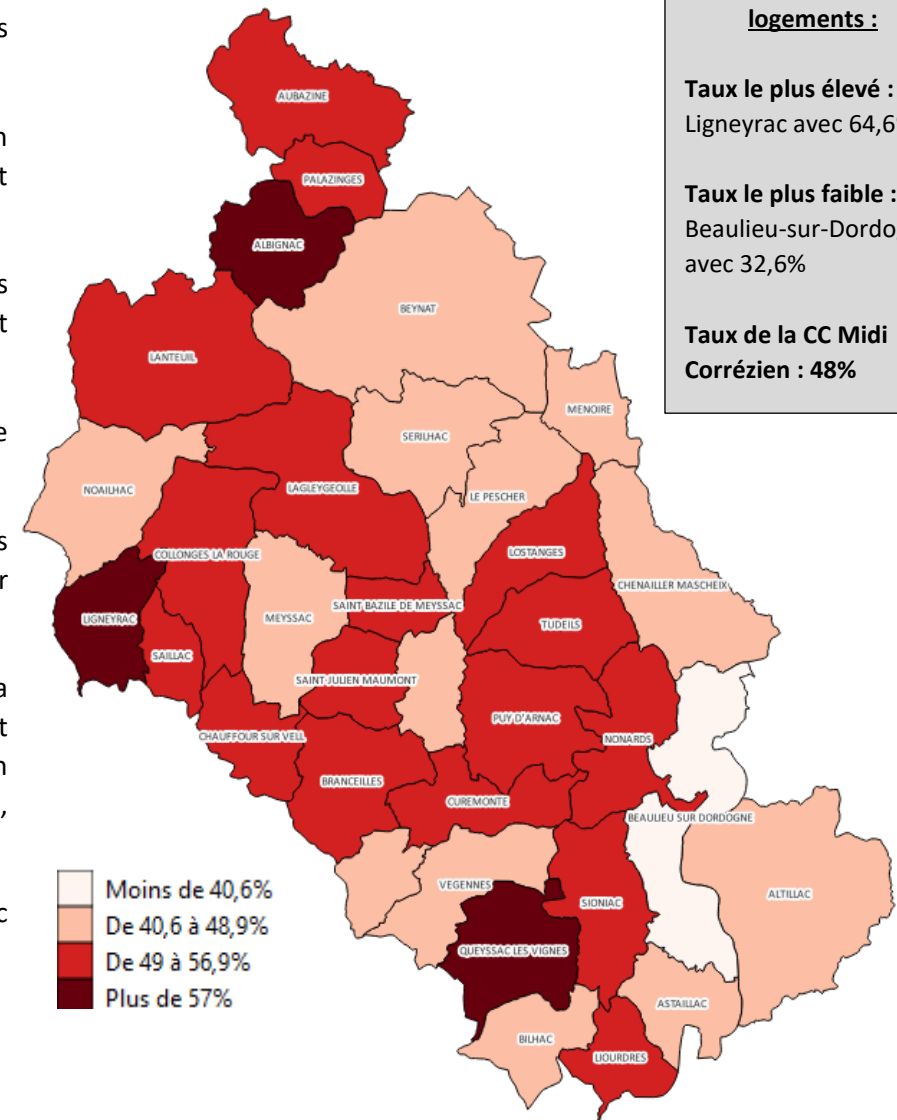 s
n
t
s
t
e
s
r
a
t
n
,
c
logements :
Taux le plus élevé :
Ligneyrac avec 64,6
Taux le plus faible :
Beaulieu-sur-Dordo
avec 32,6%
Taux de la CC Midi
Corrézien : 48%
AUBAZINE
PALAZINGES
ALBIGNAC
BEYNAT
LANTEUIL
MENOIRE
SERILHAC
NOAILHAC
LAGLEYGEOLLE
LE PESCHER
COLLONGES LA ROUGE
LOSTANGES
CHENAILLER MASCHEIX
SAINT BAZILE DE MEYSSAC
LIGNEYRAC
MEYSSAC
TUDEILS
SAILLAC
SAINT JULIEN MAUMONT
PUY D'ARNAC
CHAUFFOUR SUR VELL
NONARDS
BRANCEILLES
CUREMONTE
BEAULIEU SUR DORDOGNE
VEGENNES
ALTILLAC
SIONIAC
QUEYSSAC LES VIGNES
ASTAILLAC
BILHAC
LIOURDRES
Moins de 40,6%
De 40,6 à 48,9%
De 49 à 56,9%
Plus de 57%